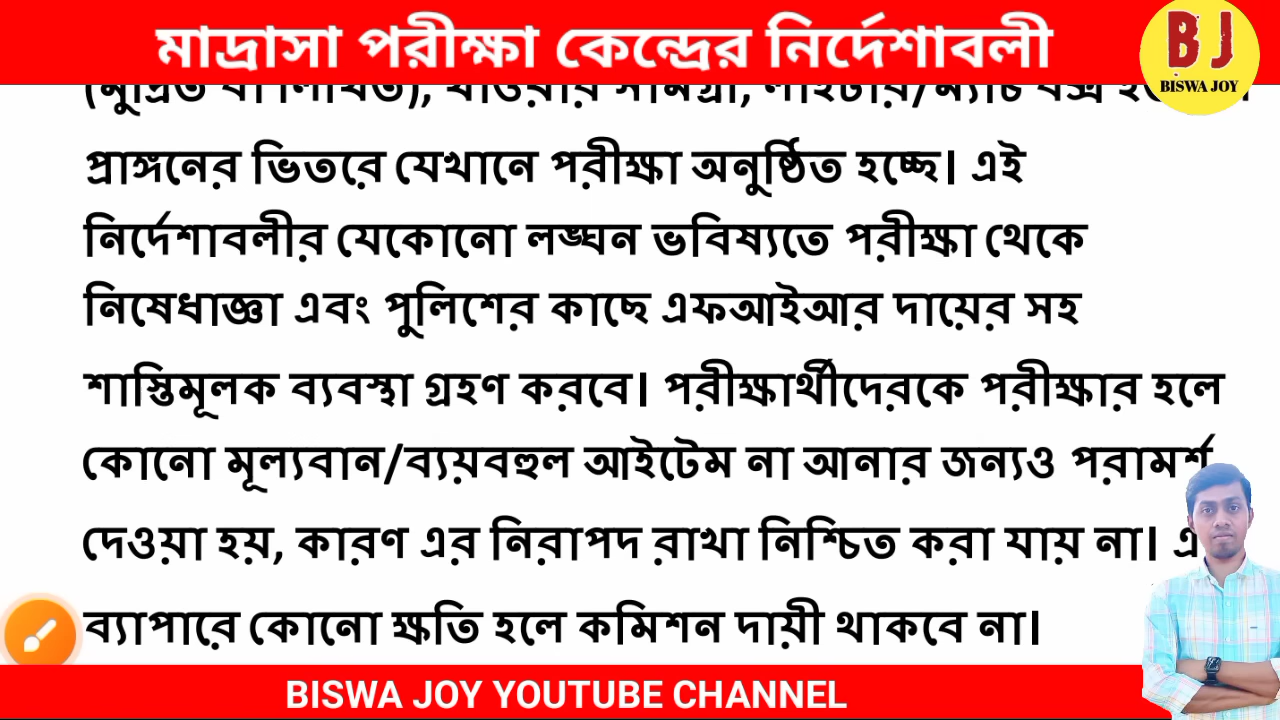 মাদ্রাসা পরীক্ষা কেন্দ্রের নির্দেশাবলী
BJ
BISWA JOY
প্রাঙ্গনের ভিতরে যেখানে পরীক্ষা অনুষ্ঠিত হচ্ছে। এই
নির্দেশাবলীর যেকোনো লঙ্ঘন ভবিষ্যতে পরীক্ষা থেকে
নিষেধাজ্ঞা এবং পুলিশের কাছে এফআইআর দায়ের সহ
শাস্তিমূলক ব্যবস্থা গ্রহণ করবে। পরীক্ষার্থীদেরকে পরীক্ষার হলে
কোনো মূল্যবান/ব্যয়বহুল আইটেম না আনার জন্যও পরামর্শ
দেওয়া হয়, কারণ এর নিরাপদ রাখা নিশ্চিত করা যায় না।
ব্যাপারে কোনো ক্ষতি হলে কমিশন দায়ী থাকবে না।
BISWA JOY YOUTUBE CHANNEL